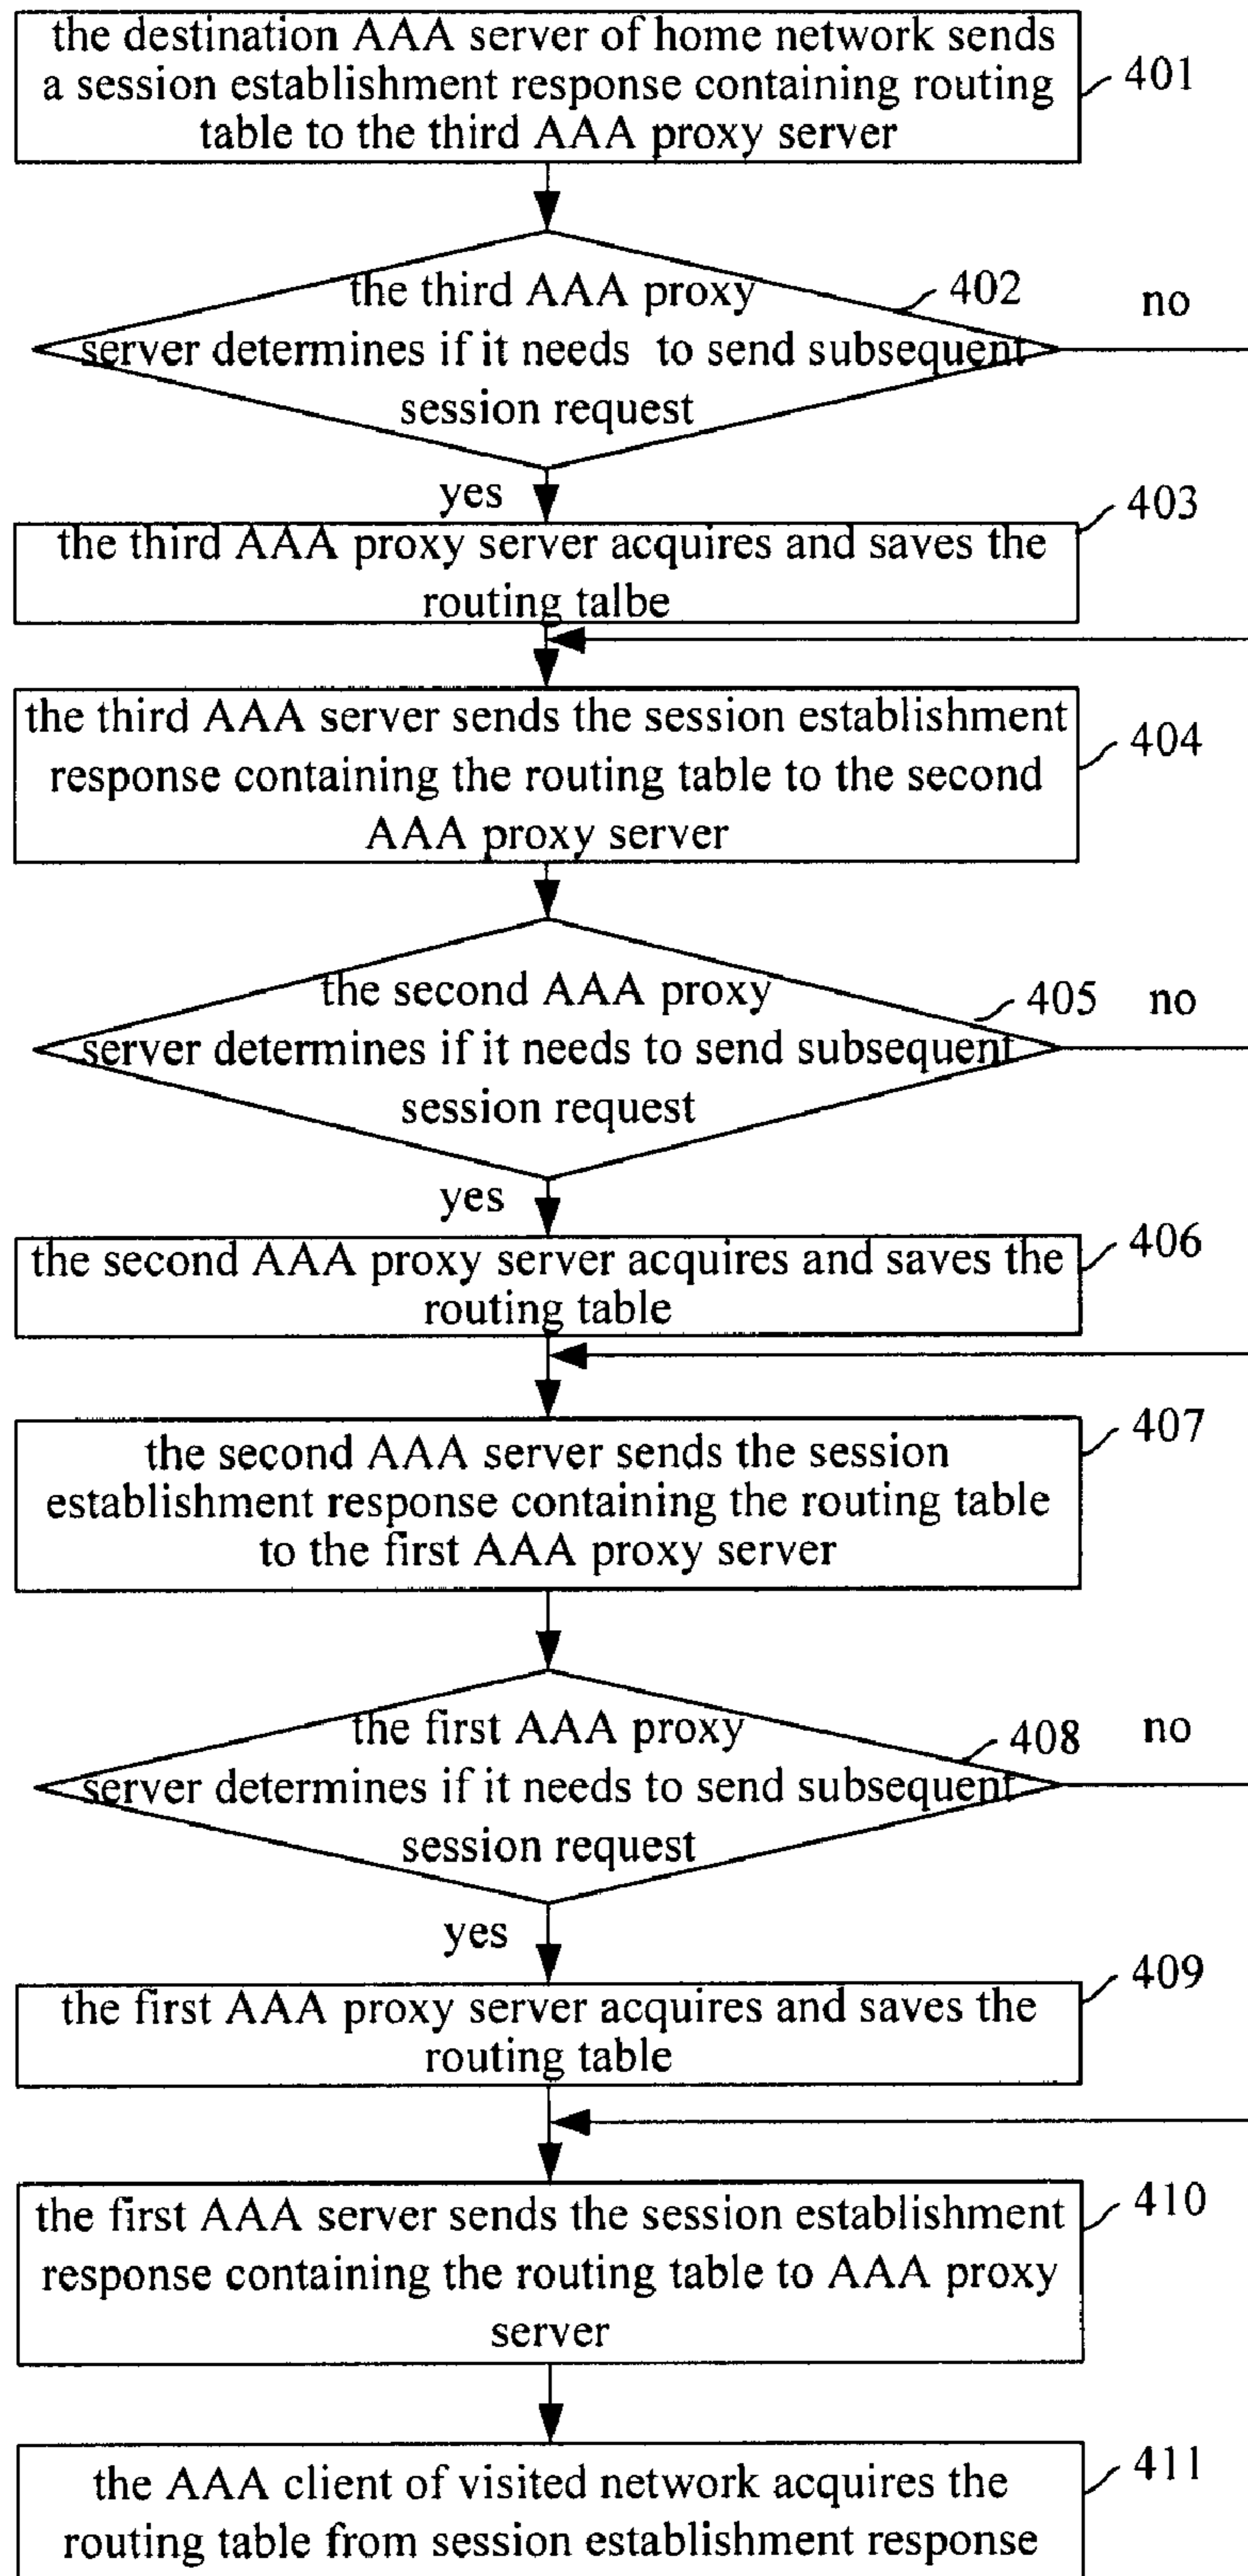 the destination AAA server of home network sends
a session establishment response containing routing
table to the third AAA proxy server
401
the third AAA proxy
server determines if it needs to send subsequent
session request
402
no
yes
403
the third AAA proxy server acquires and saves the
routing talbe
the third AAA server sends the session establishment
response containing the routing table to the second
AAA proxy server
404
the second AAA proxy
server determines if it needs to send subsequent
session request
405
no
yes
406
the second AAA proxy server acquires and saves the
routing table
407
the second AAA server sends the session
establishment response containing the routing table
to the first AAA proxy server
the first AAA proxy
server determines if it needs to send subsequent
session request
408
no
yes
409
the first AAA proxy server acquires and saves the
routing table
410
the first AAA server sends the session establishment
response containing the routing table to AAA proxy
server
411
the AAA client of visited network acquires the
routing table from session establishment response